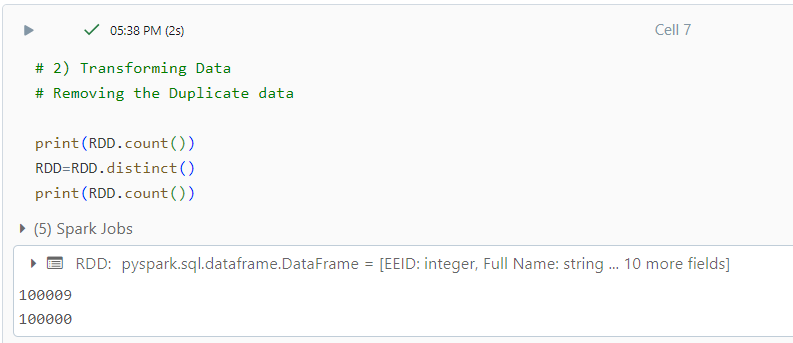 05:38 PM (2s)
Cell 7
# 2) Transforming Data
# Removing the Duplicate data
print(RDD.count())
RDD=RDD.distinct()
print(RDD.count())
(5) Spark Jobs
RDD: pyspark.sql.dataframe.DataFrame = [EEID: integer, Full Name: string ... 10 more fields]
100009
100000